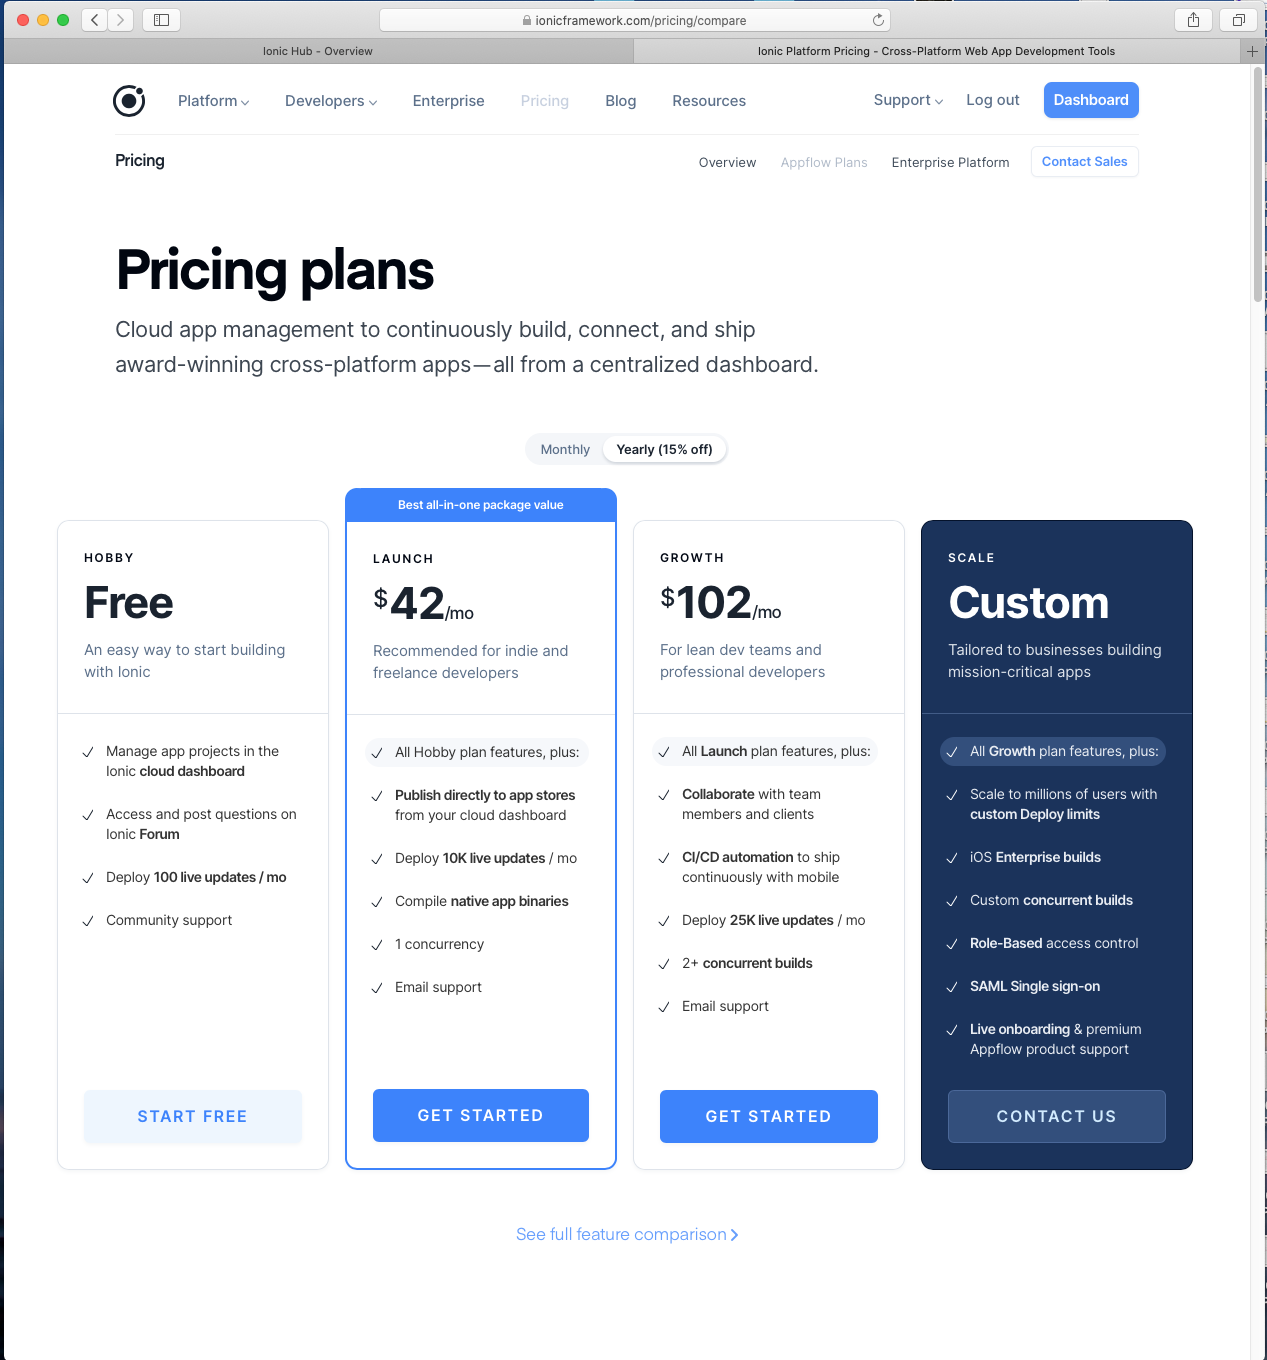 ionicframework.com/pricing/compare
Ionic Hub - Overview
Ionic Platform Pricing - Cross-Platform Web App Development Tools
Platform
Developers
Enterprise
Pricing
Blog
Resources
Support
Log out
Dashboard
Pricing
Overview
Appflow Plans
Enterprise Platform
Contact Sales
Pricing plans
Cloud app management to continuously build, connect, and ship
award-winning cross-platform apps—all from a centralized dashboard.
Monthly
Yearly (15% off)
HOBBY
Free
An easy way to start building
with Ionic
Manage app projects in the
Ionic cloud dashboard
Access and post questions on
Ionic Forum
Deploy 100 live updates / mo
Community support
START FREE
Best all-in-one package value
LAUNCH
$42/mo
Recommended for indie and
freelance developers
All Hobby plan features, plus:
Publish directly to app stores
from your cloud dashboard
Deploy 10K live updates / mo
Compile native app binaries
1 concurrency
Email support
GET STARTED
GROWTH
$102/mo
For lean dev teams and
professional developers
All Launch plan features, plus:
Collaborate with team
members and clients
CI/CD automation to ship
continuously with mobile
Deploy 25K live updates / mo
2+ concurrent builds
Email support
GET STARTED
SCALE
Custom
Tailored to businesses building
mission-critical apps
All Growth plan features, plus:
Scale to millions of users with
custom Deploy limits
iOS Enterprise builds
Custom concurrent builds
Role-Based access control
SAML Single sign-on
Live onboarding & premium
Appflow product support
CONTACT US
See full feature comparison